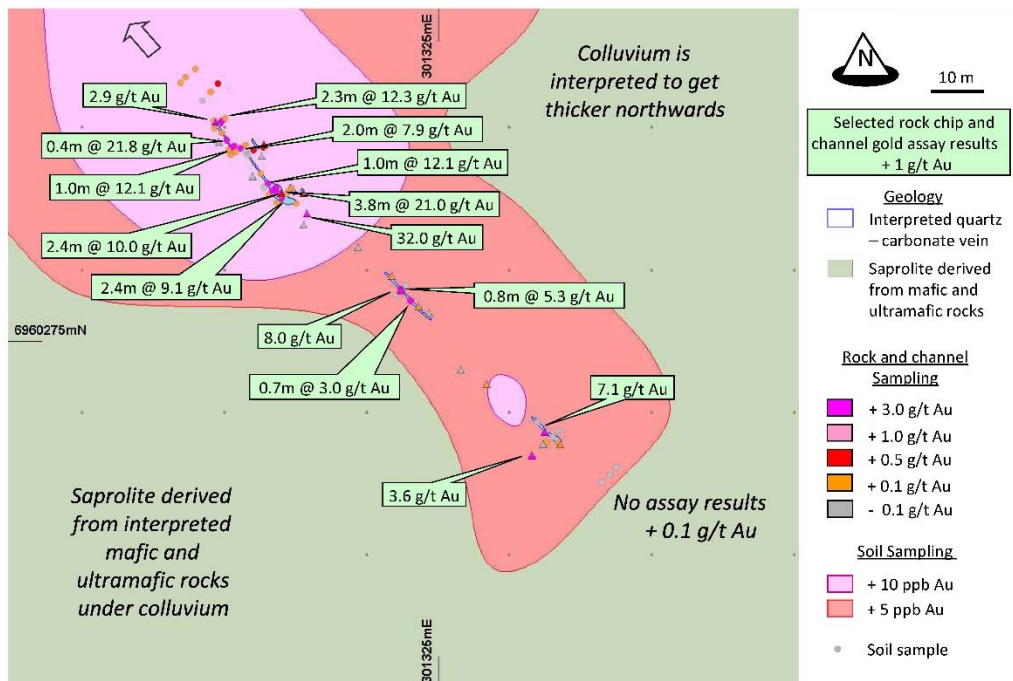 301325mE
Colluvium is
interpreted to get
thicker northwards
2.9 g/t Au
2.3m @ 12.3 g/t Au
2.0m @ 7.9 g/t Au
0.4m @ 21.8 g/t Au
1.0m @ 12.1 g/t Au
1.0m @ 12.1 g/t Au
3.8m @ 21.0 g/t Au
32.0 g/t Au
2.4m @ 10.0 g/t Au
2.4m @ 9.1 g/t Au
0.8m @ 5.3 g/t Au
6960275mN
8.0 g/t Au
0.7m @ 3.0 g/t Au
7.1 g/t Au
3.6 g/t Au
Saprolite derived
from interpreted
mafic and
ultramafic rocks
under colluvium
No assay results
+ 0.1 g/t Au
301325mE
N
10 m
Selected rock chip and
channel gold assay results
+ 1 g/t Au
Geology
Interpreted quartz
– carbonate vein
Saprolite derived
from mafic and
ultramafic rocks
Rock and channel
Sampling
+ 3.0 g/t Au
+ 1.0 g/t Au
+ 0.5 g/t Au
+ 0.1 g/t Au
- 0.1 g/t Au
Soil Sampling
+ 10 ppb Au
+ 5 ppb Au
Soil sample